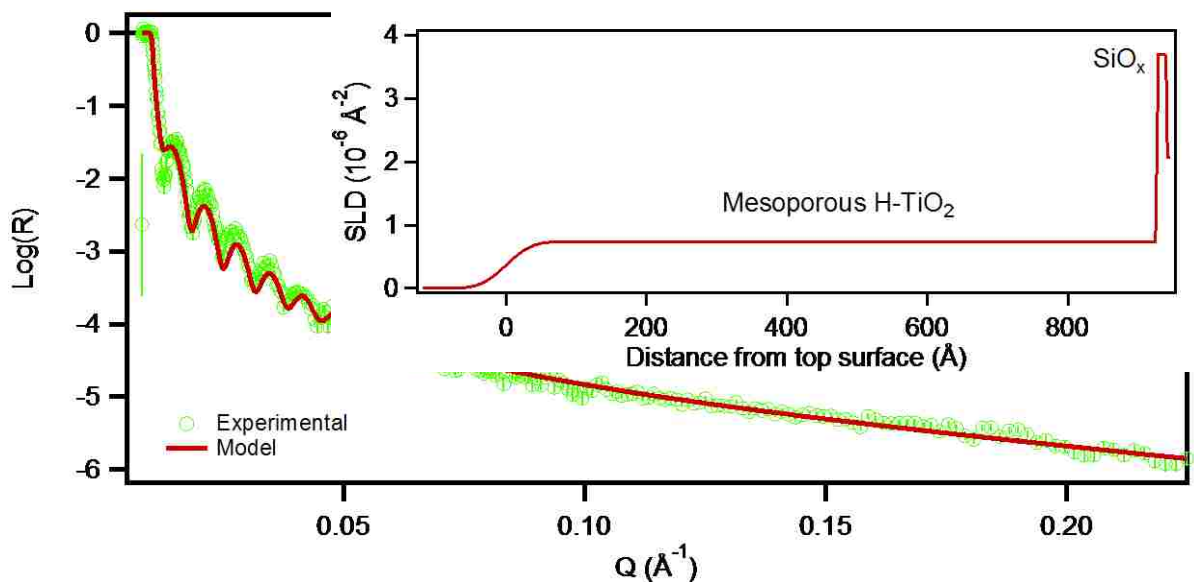 0
-1
-2
-3
-4
-5
-6
Log(R)
4
3
2
1
0
SLD (10⁻⁶ Å⁻²)
SiOₓ
Mesoporous H-TiO₂
0 200 400 600 800
Distance from top surface (Å)
Experimental
Model
0.05 0.10 0.15 0.20
Q (Å⁻¹)